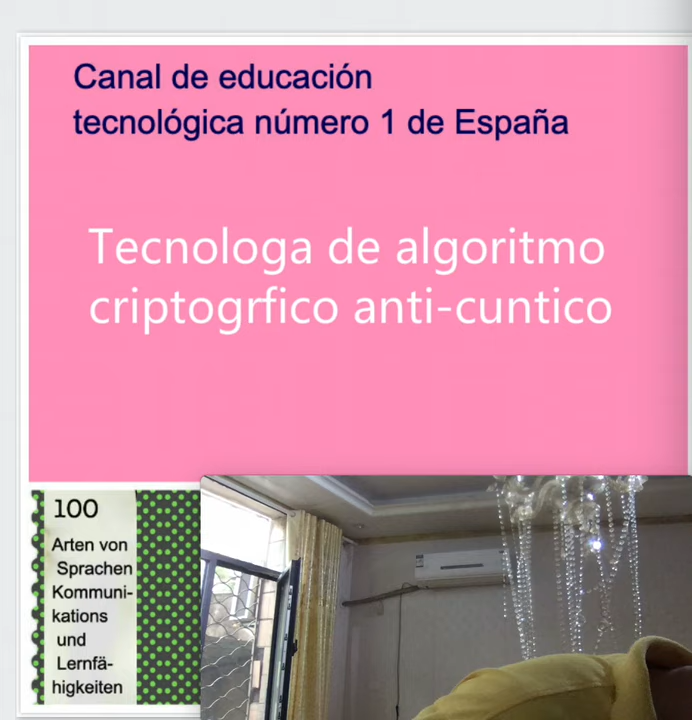 Canal de educación
tecnológica número 1 de España
Tecnologa de algoritmo
criptogrfico anti-cuntico
100
Arten von
Sprachen
Kommuni-
kations
und
Lernfä-
higkeiten